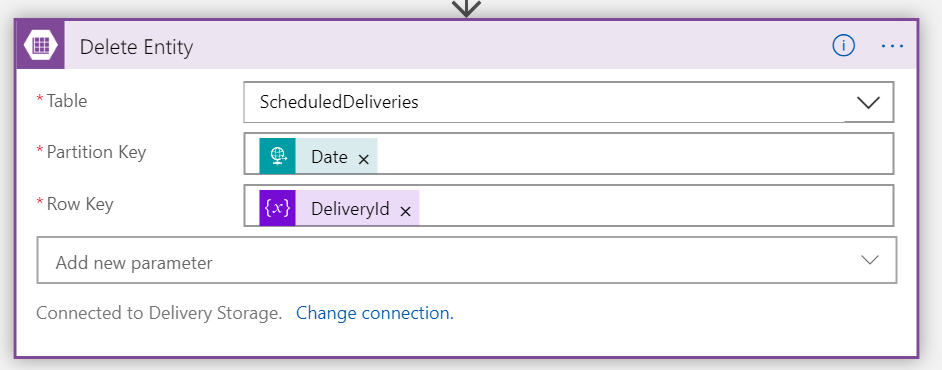 Delete Entity
* Table
ScheduledDeliveries
* Partition Key
Date ×
* Row Key
{x} DeliveryId ×
Add new parameter
Connected to Delivery Storage. Change connection.